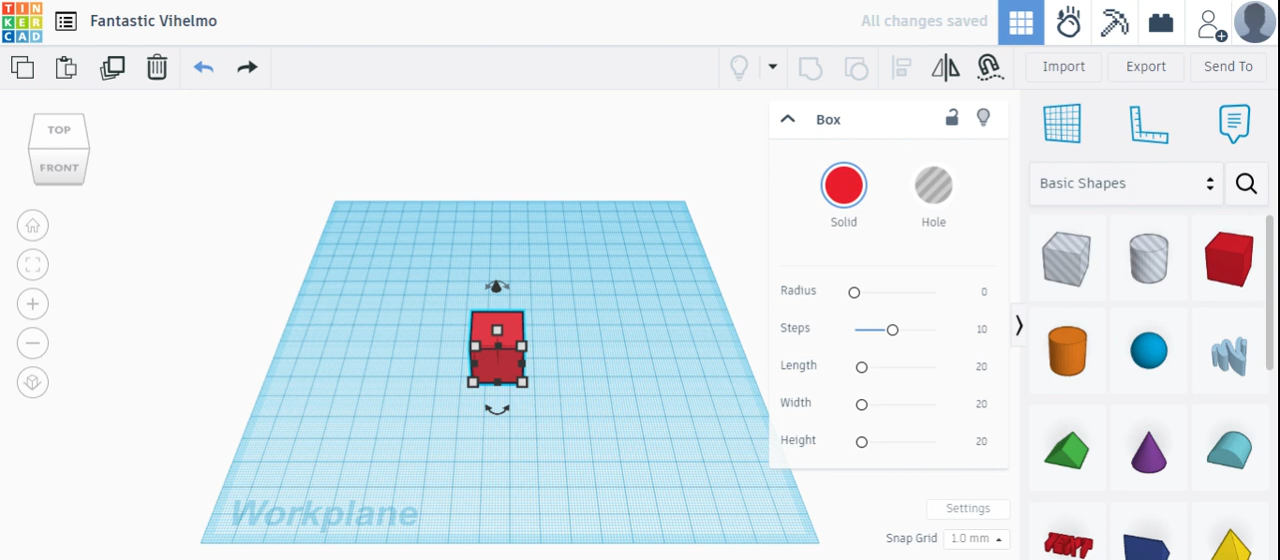 TIN
KER
CAD
Fantastic Vihelmo
All changes saved
Import
Export
Send To
TOP
FRONT
Box
Solid
Hole
Radius 0
Steps 10
Length 20
Width 20
Height 20
Basic Shapes
TEXT
Workplane
Settings
Snap Grid 1.0 mm